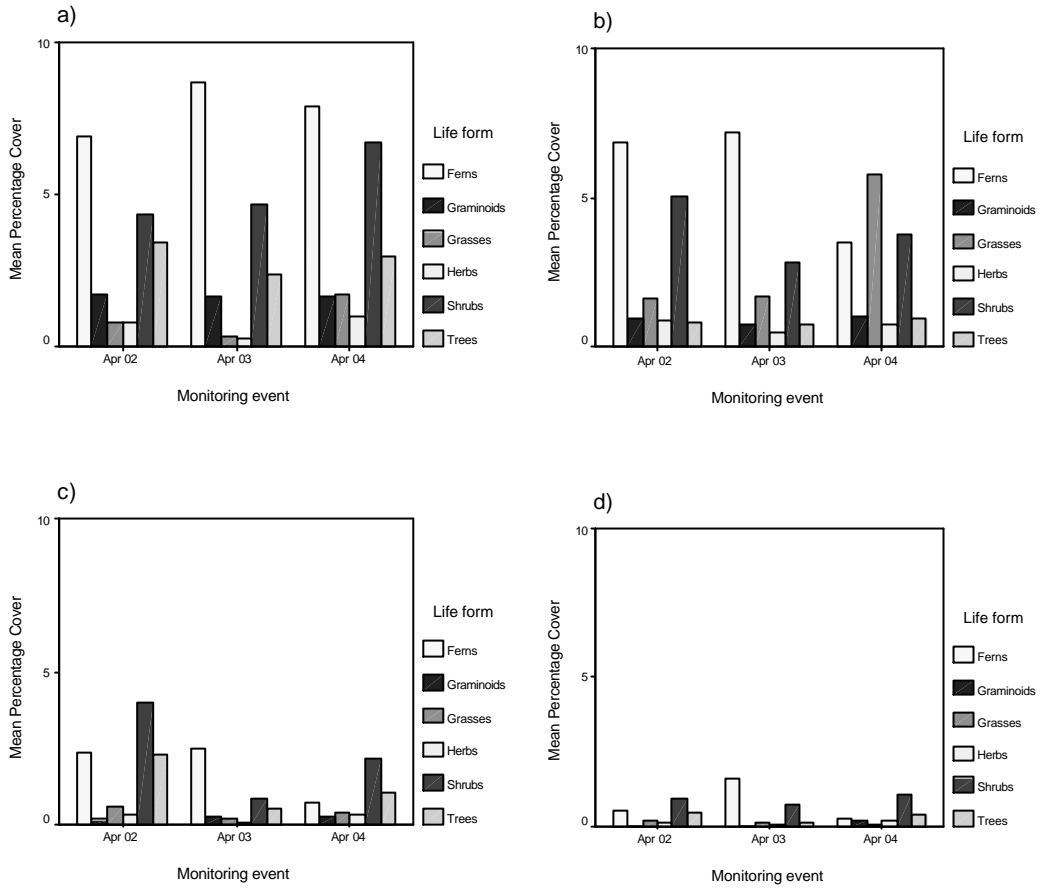 a)
10
5
0
Mean Percentage Cover
Apr 02
Apr 03
Apr 04
Monitoring event
Life form
Ferns
Graminoids
Grasses
Herbs
Shrubs
Trees
b)
10
5
0
Mean Percentage Cover
Apr 02
Apr 03
Apr 04
Monitoring event
Life form
Ferns
Graminoids
Grasses
Herbs
Shrubs
Trees
c)
10
5
0
Mean Percentage Cover
Apr 02
Apr 03
Apr 04
Monitoring event
Life form
Ferns
Graminoids
Grasses
Herbs
Shrubs
Trees
d)
10
5
0
Mean Percentage Cover
Apr 02
Apr 03
Apr 04
Monitoring event
Life form
Ferns
Graminoids
Grasses
Herbs
Shrubs
Trees